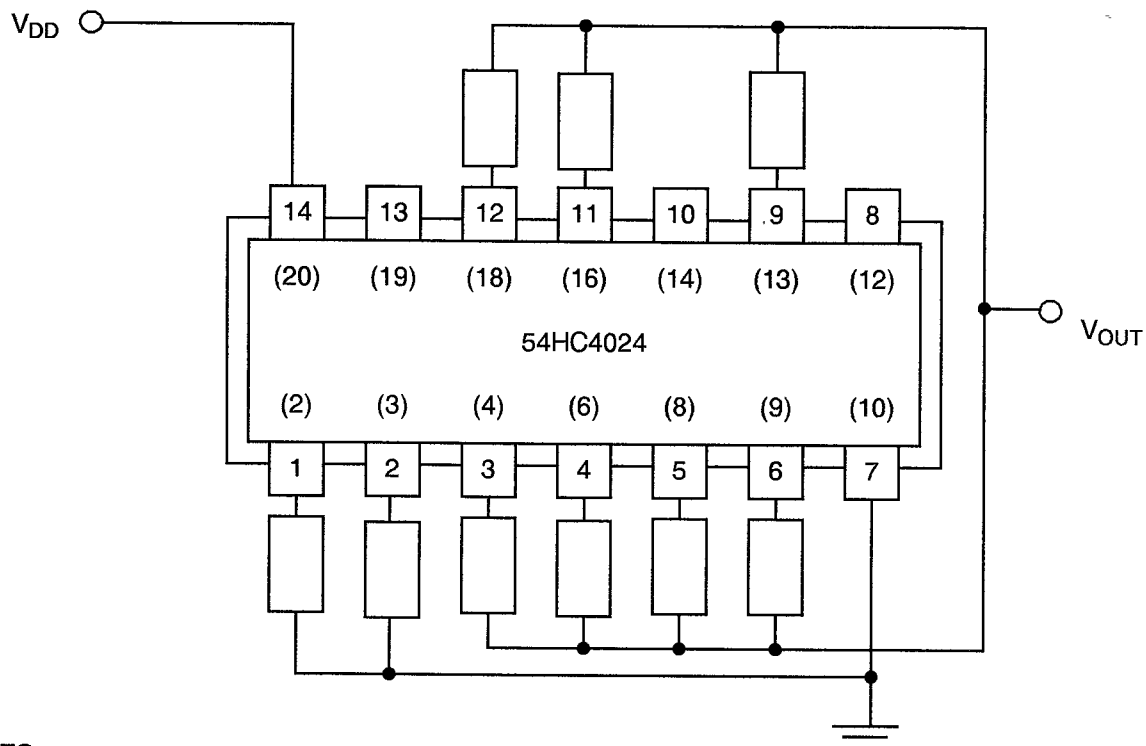 VDD
14 13 12 11 10 9 8
(20) (19) (18) (16) (14) (13) (12)
54HC4024
VOUT
(2) (3) (4) (6) (8) (9) (10)
1 2 3 4 5 6 7